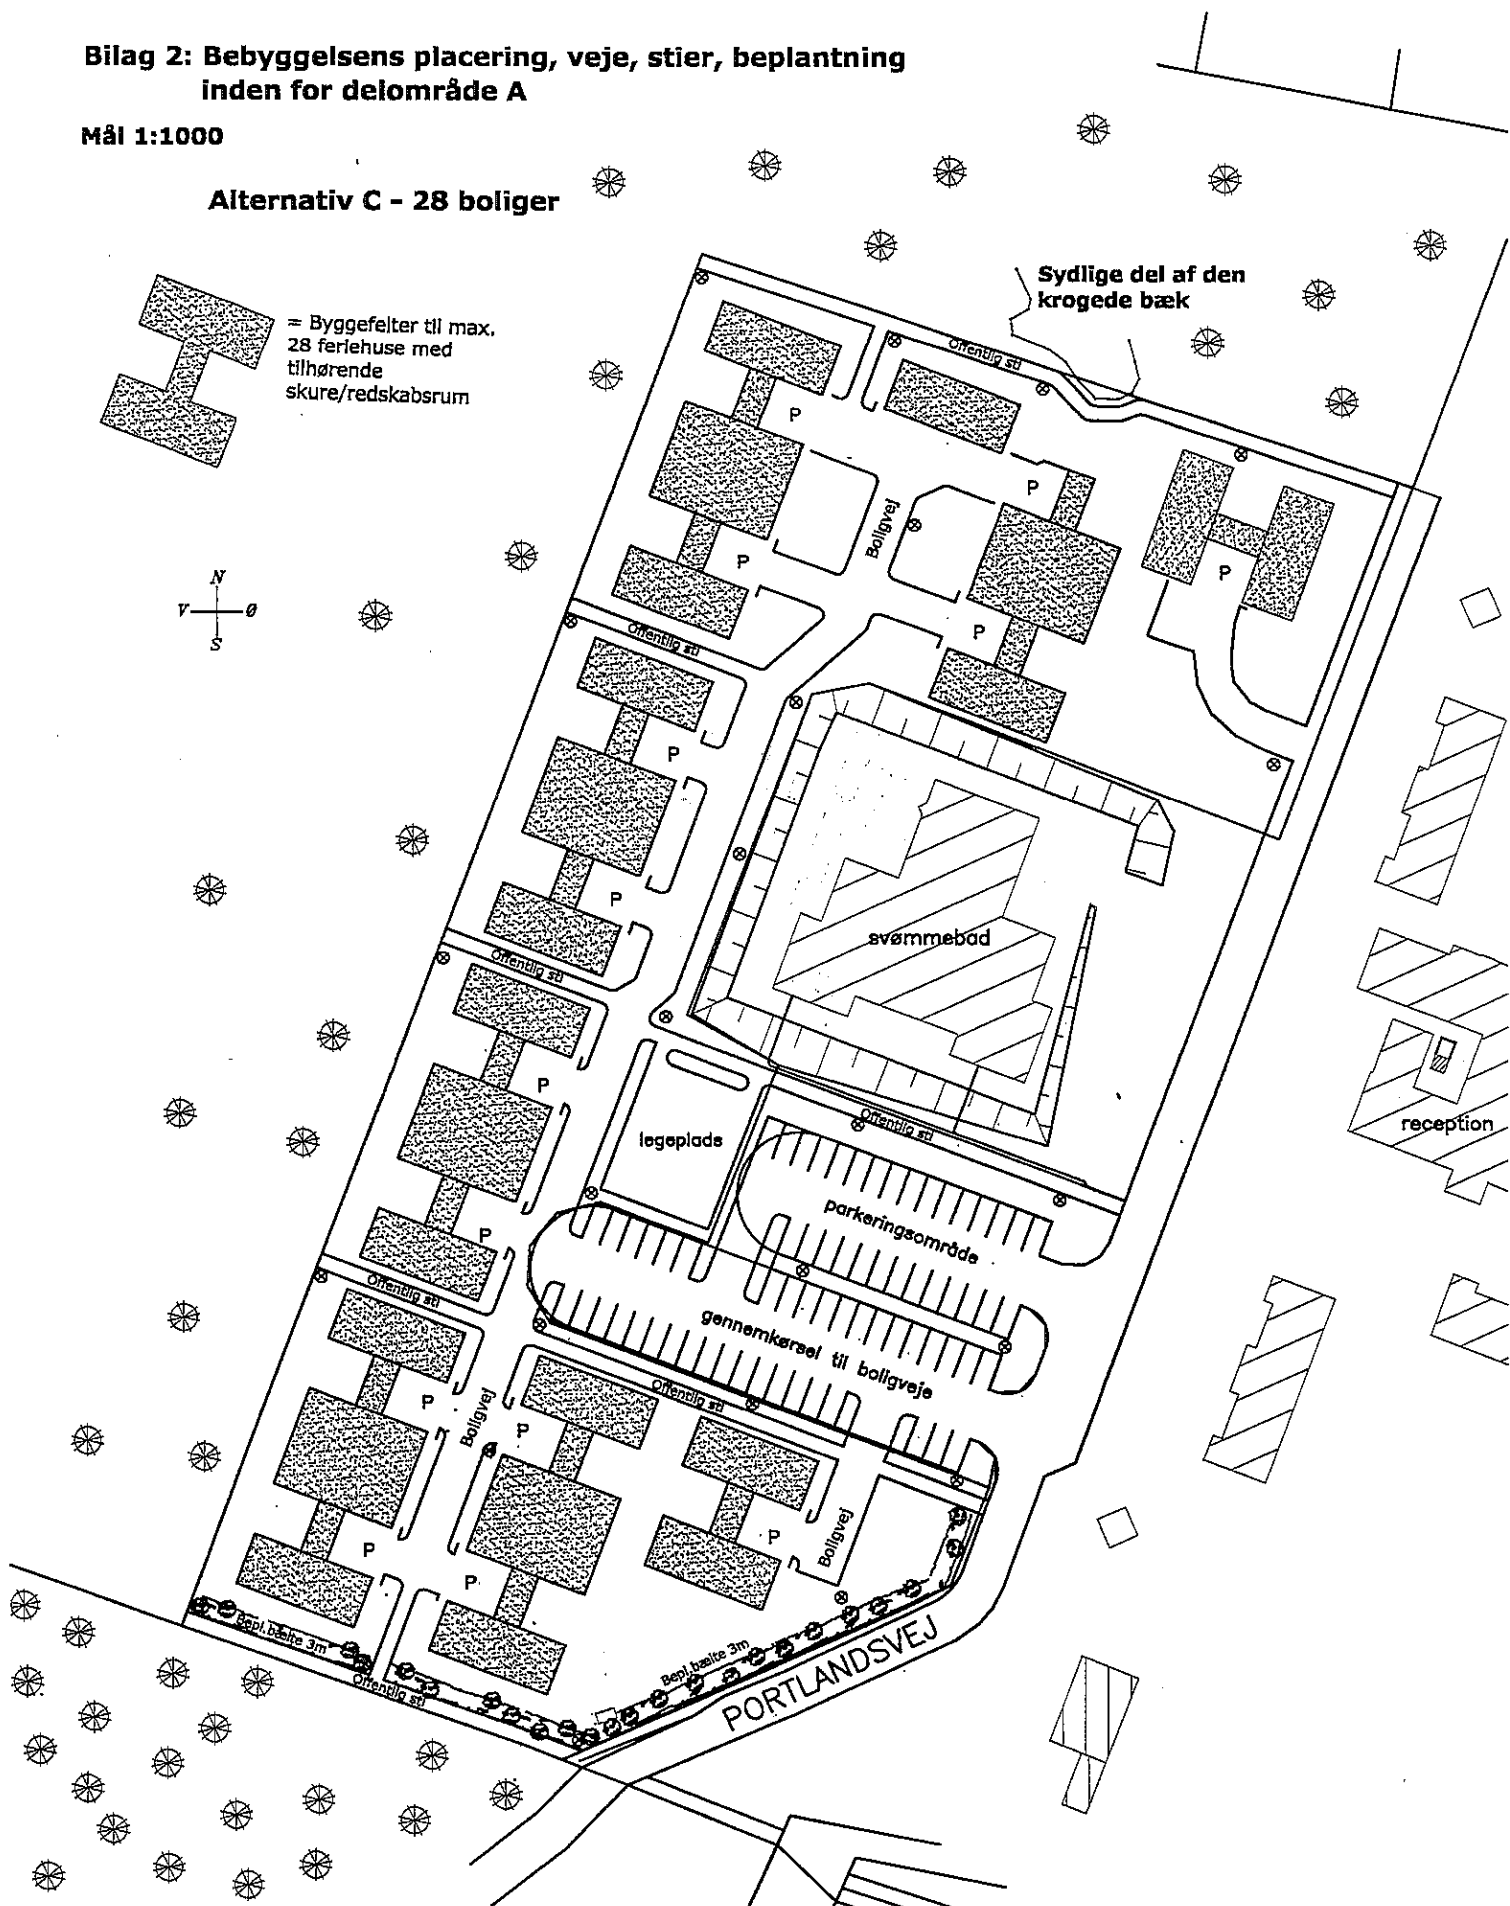 Bilag 2: Bebyggelsens placering, veje, stier, beplantning
inden for delområde A
Mål 1:1000
Alternativ C - 28 boliger
= Byggefelter til max.
28 feriehuse med
tilhørende
skure/redskabsrum
Sydlige del af den
krogede bæk
Offentlig sti
P
P
Boligvej
P
P
P
N
V
Ø
S
Offentlig sti
P
P
svømmebad
Offentlig sti
P
legeplads
Offentlig sti
reception
parkeringsområde
P
Offentlig sti
gennemkørsel til boligveje
Offentlig sti
P
Boligvej
P
P
Boligvej
P
P
Bepl.bælte 3m
Offentlig sti
Bepl.bælte 3m
PORTLANDSVEJ